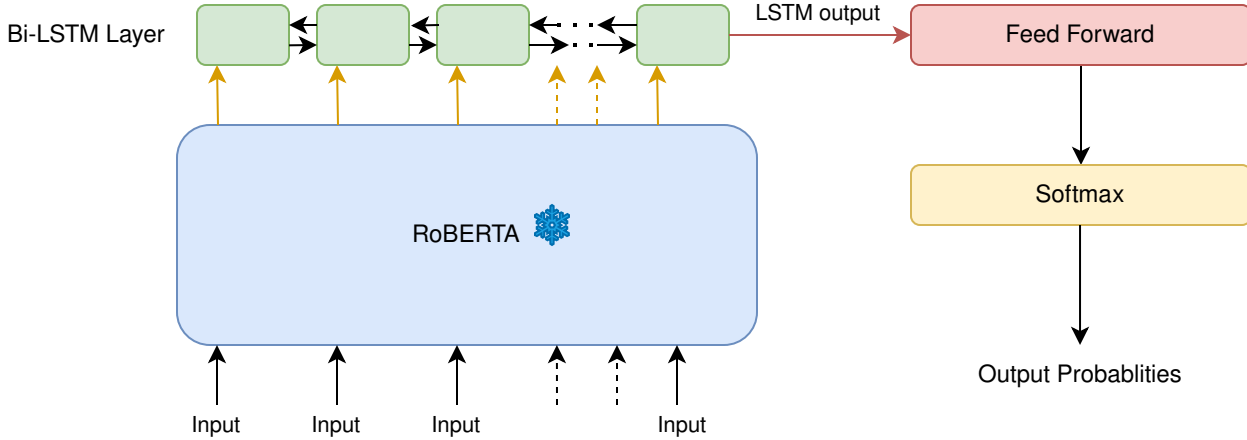 Bi-LSTM Layer
LSTM output
Feed Forward
Softmax
RoBERTA
Output Probablities
Input
Input
Input
Input